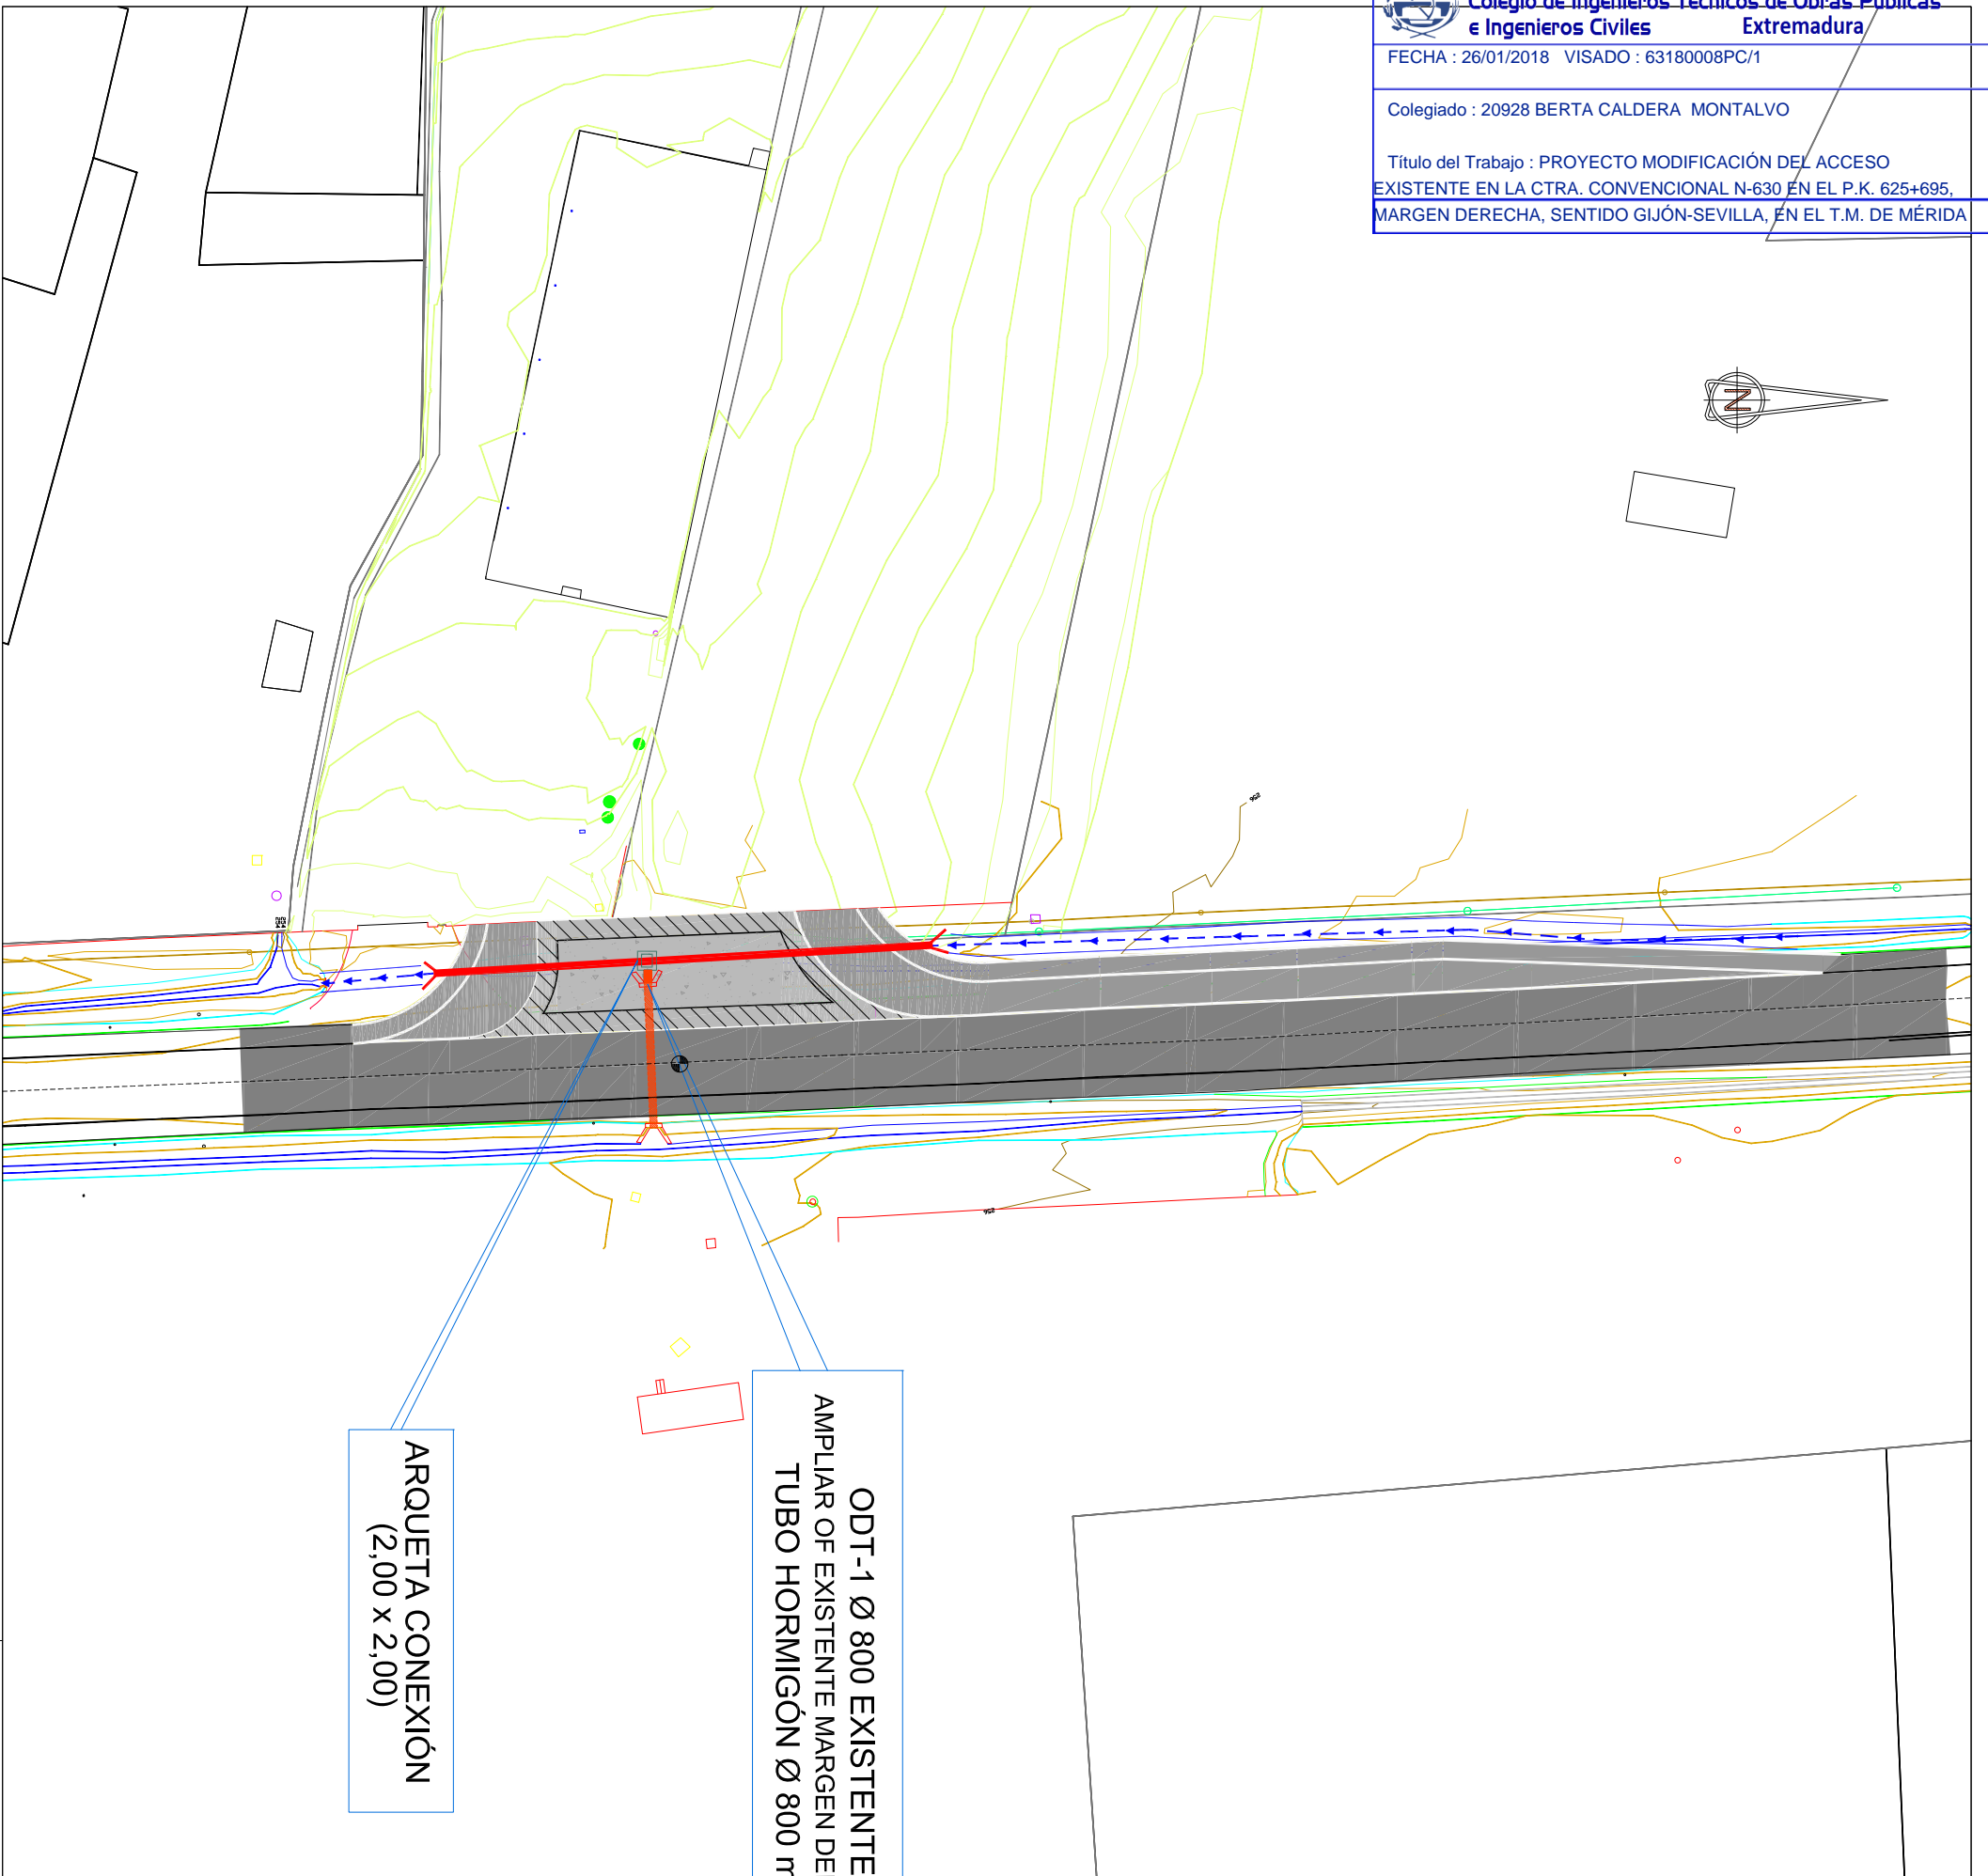 Colegio de Ingenieros Técnicos de Obras Públicas
e Ingenieros Civiles Extremadura
FECHA : 26/01/2018 VISADO : 63180008PC/1
Colegiado : 20928 BERTA CALDERA MONTALVO
Título del Trabajo : PROYECTO MODIFICACIÓN DEL ACCESO
EXISTENTE EN LA CTRA. CONVENCIONAL N-630 EN EL P.K. 625+695,
MARGEN DERECHA, SENTIDO GIJÓN-SEVILLA, EN EL T.M. DE MÉRIDA
N
256
256
ARQUETA CONEXIÓN
(2,00 x 2,00)
ODT-1 Ø 800 EXISTENTE
AMPLIAR OF EXISTENTE MARGEN DE
TUBO HORMIGÓN Ø 800 m